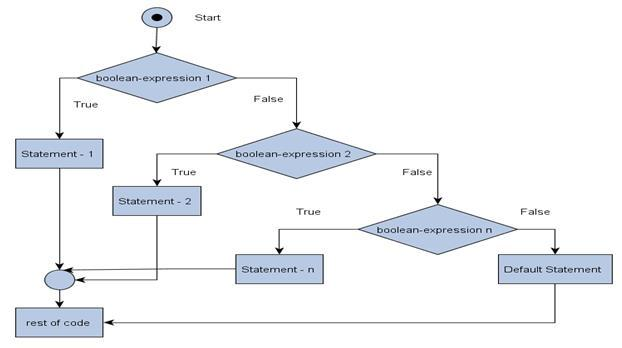 Start
boolean-expression 1
True
False
Statement - 1
boolean-expression 2
True
False
Statement - 2
boolean-expression n
True
False
Statement - n
Default Statement
rest of code